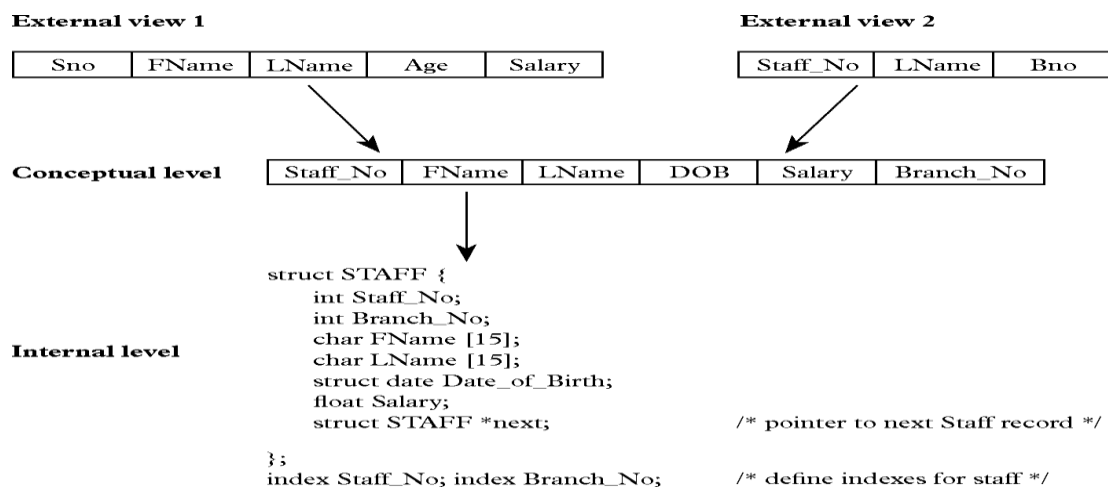 External view 1 External view 2
Sno FName LName Age Salary Staff_No LName Bno
Conceptual level Staff_No FName LName DOB Salary Branch_No
struct STAFF {
int Staff_No;
int Branch_No;
char FName [15];
Internal level
char LName [15];
struct date Date_of_Birth;
float Salary;
struct STAFF *next; /* pointer to next Staff record */
};
index Staff_No; index Branch_No; /* define indexes for staff */